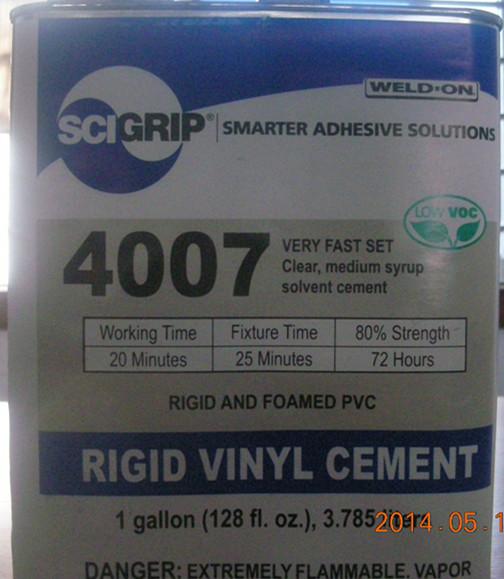 WELD-ON
SCIGRIP® | SMARTER ADHESIVE SOLUTIONS
LOW VOC
4007
VERY FAST SET
Clear, medium syrup
solvent cement
Working Time Fixture Time 80% Strength
20 Minutes 25 Minutes 72 Hours
RIGID AND FOAMED PVC
RIGID VINYL CEMENT
1 gallon (128 fl. oz.), 3.785
2014.05.1
DANGER: EXTREMELY FLAMMABLE, VAPOR